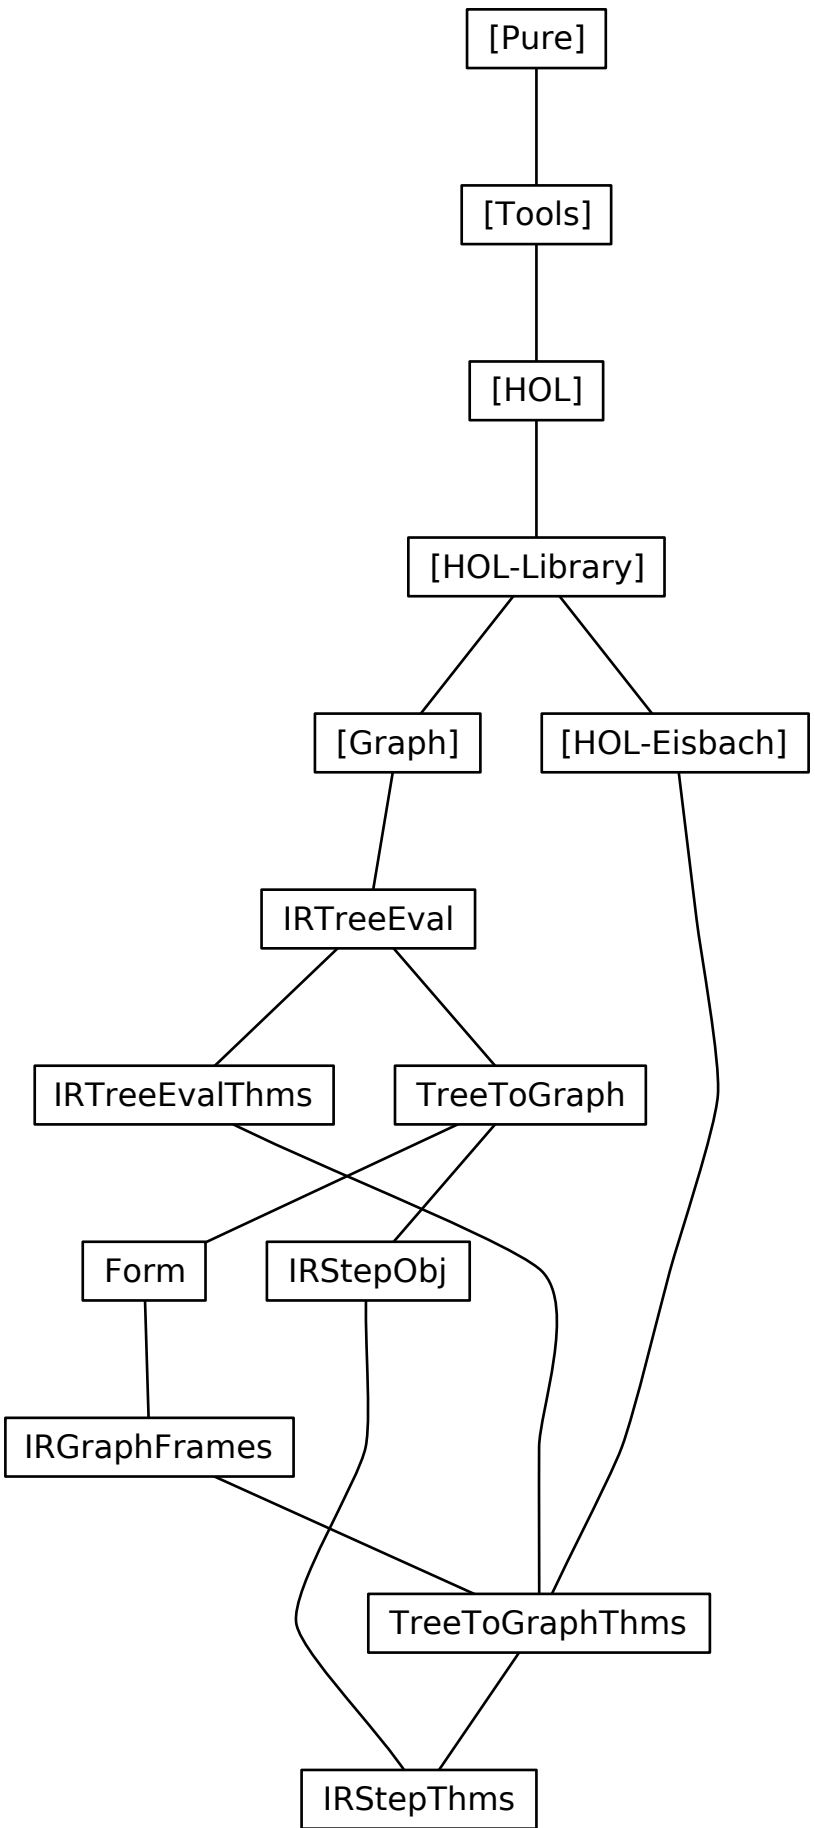 [Pure]
[Tools]
[HOL]
[HOL-Library]
[Graph]
[HOL-Eisbach]
IRTreeEval
IRTreeEvalThms
TreeToGraph
Form
IRStepObj
IRGraphFrames
TreeToGraphThms
IRStepThms